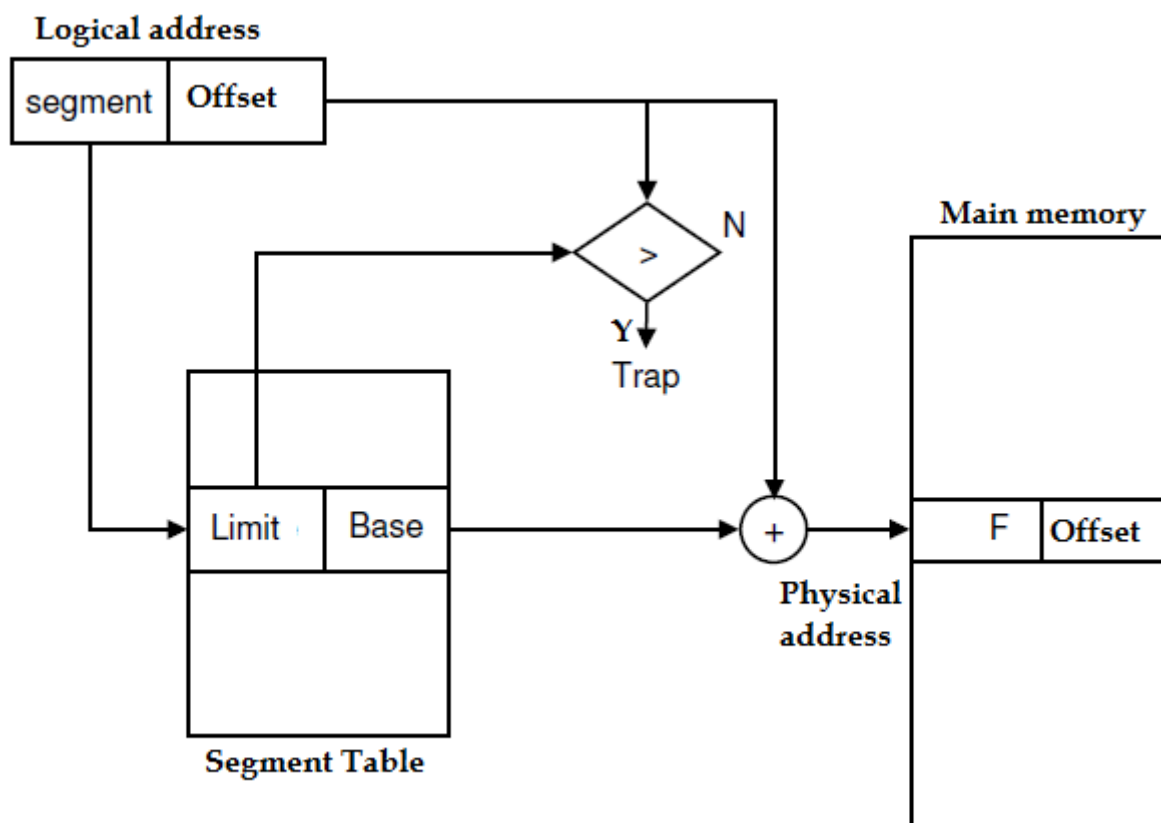 Logical address
segment Offset
N
>
Main memory
Y
Trap
Limit Base
+
F Offset
Physical
address
Segment Table